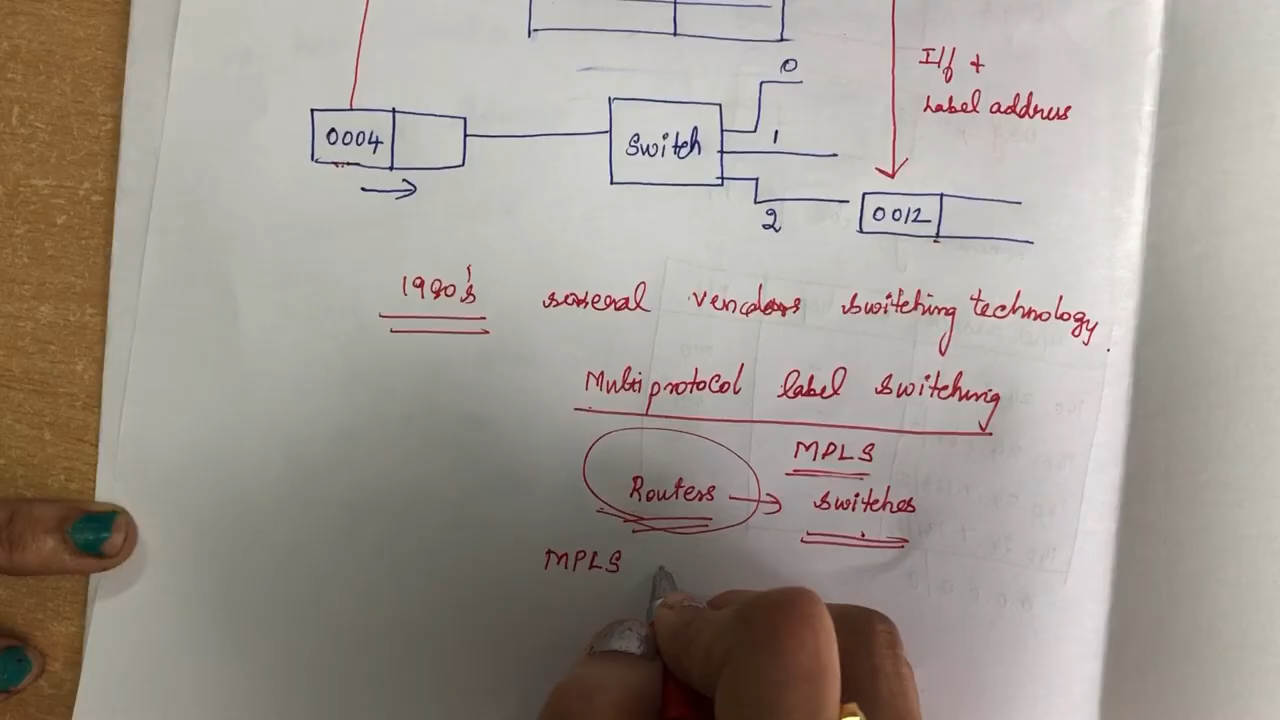 0
I/f +
Label address
0004
Switch
1
2
0012
1980's several vendors switching technology.
Multiprotocol label switching
MPLS
Routers → switches
MPLS